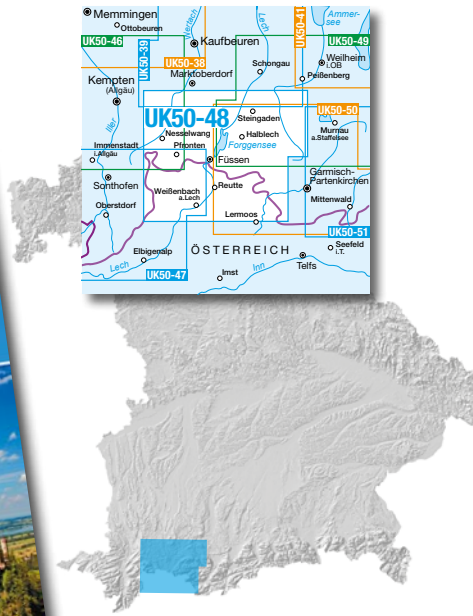 Memmingen
Ottobeuren
Wertach
Lech
UK50-41
Ammer-
see
UK50-46
UK50-39
Kaufbeuren
UK50-49
UK50-38
Schongau
Weilheim
i.OB
Marktoberdorf
Peißenberg
Kempten
(Allgäu)
UK50-48
Steingaden
UK50-50
Iller
Nesselwang
Halblech
Murnau
a.Staffelsee
Immenstadt
i.Allgäu
Pfronten
Forggensee
Füssen
Garmisch-
Partenkirchen
Sonthofen
Reutte
Weißenbach
a.Lech
Mittenwald
Oberstdorf
Lermoos
UK50-51
Elbigenalp
ÖSTERREICH
Seefeld
i.T.
Lech
UK50-47
Inn
Telfs
Imst